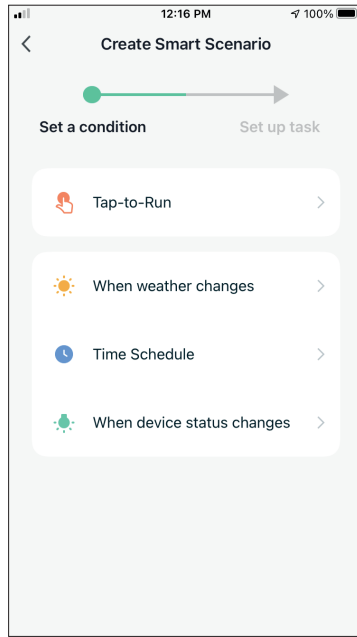 12:16 PM
100%
Create Smart Scenario
Set a condition
Set up task
Tap-to-Run
When weather changes
Time Schedule
When device status changes